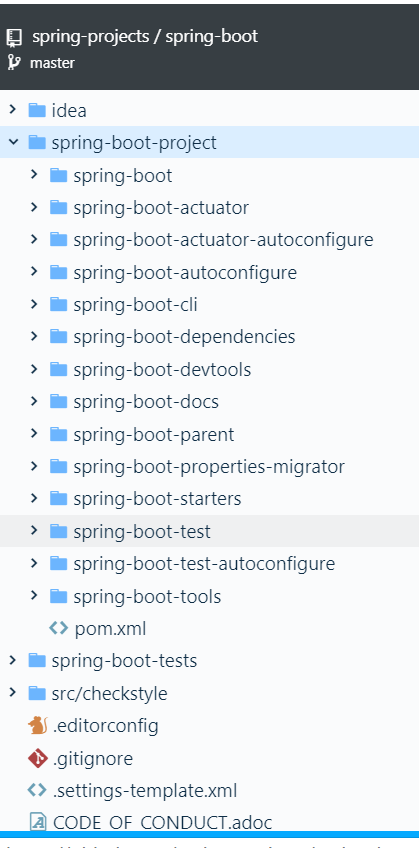 spring-projects / spring-boot
master
idea
spring-boot-project
spring-boot
spring-boot-actuator
spring-boot-actuator-autoconfigure
spring-boot-autoconfigure
spring-boot-cli
spring-boot-dependencies
spring-boot-devtools
spring-boot-docs
spring-boot-parent
spring-boot-properties-migrator
spring-boot-starters
spring-boot-test
spring-boot-test-autoconfigure
spring-boot-tools
pom.xml
spring-boot-tests
src/checkstyle
.editorconfig
.gitignore
.settings-template.xml
CODE_OF_CONDUCT.adoc